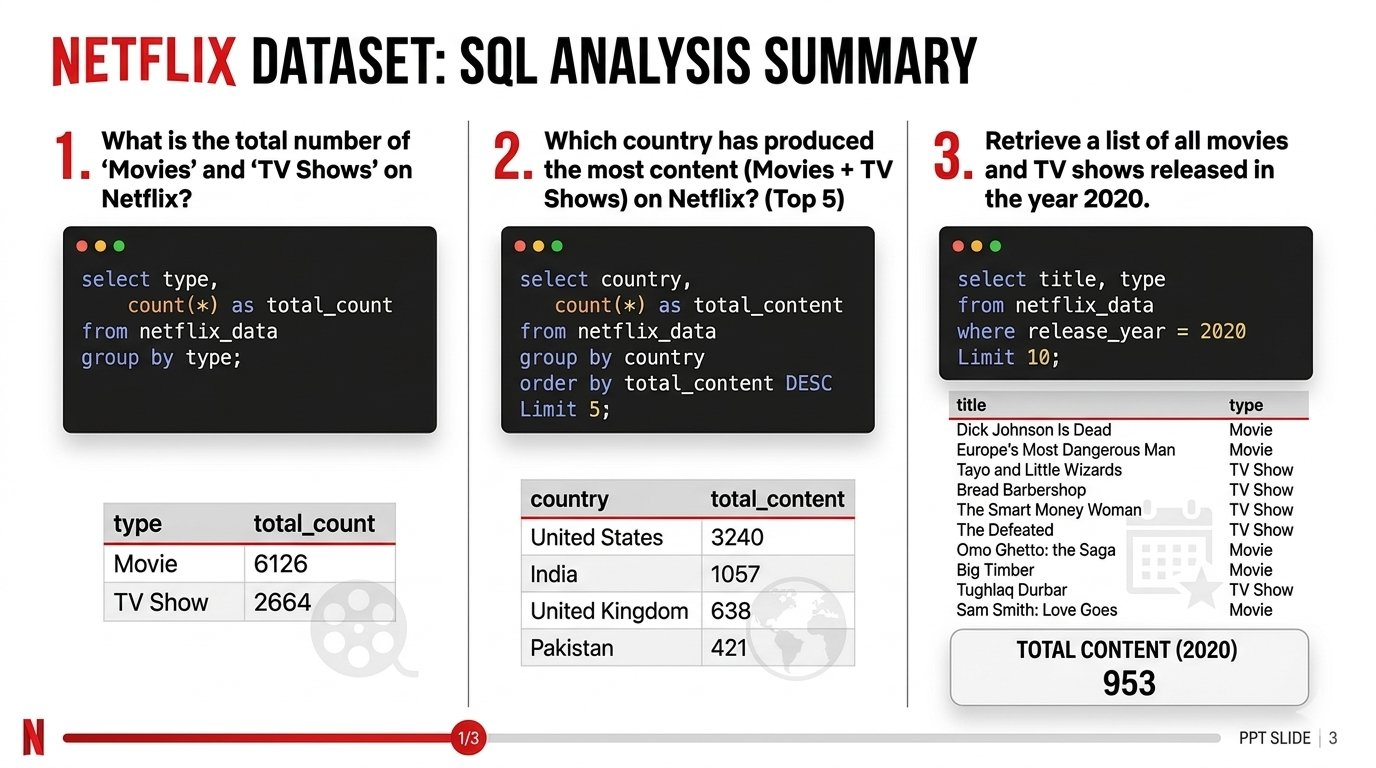 NETFLIX DATASET: SQL ANALYSIS SUMMARY
1. What is the total number of
‘Movies’ and ‘TV Shows’ on
Netflix?
select type,
count(*) as total_count
from netflix_data
group by type;
type total_count
Movie 6126
TV Show 2664
2. Which country has produced
the most content (Movies + TV
Shows) on Netflix? (Top 5)
select country,
count(*) as total_content
from netflix_data
group by country
order by total_content DESC
Limit 5;
country total_content
United States 3240
India 1057
United Kingdom 638
Pakistan 421
3. Retrieve a list of all movies
and TV shows released in
the year 2020.
select title, type
from netflix_data
where release_year = 2020
Limit 10;
title type
Dick Johnson Is Dead Movie
Europe's Most Dangerous Man Movie
Tayo and Little Wizards TV Show
Bread Barbershop TV Show
The Smart Money Woman TV Show
The Defeated TV Show
Omo Ghetto: the Saga Movie
Big Timber Movie
Tughlaq Durbar TV Show
Sam Smith: Love Goes Movie
TOTAL CONTENT (2020)
953
N
1/3
PPT SLIDE | 3